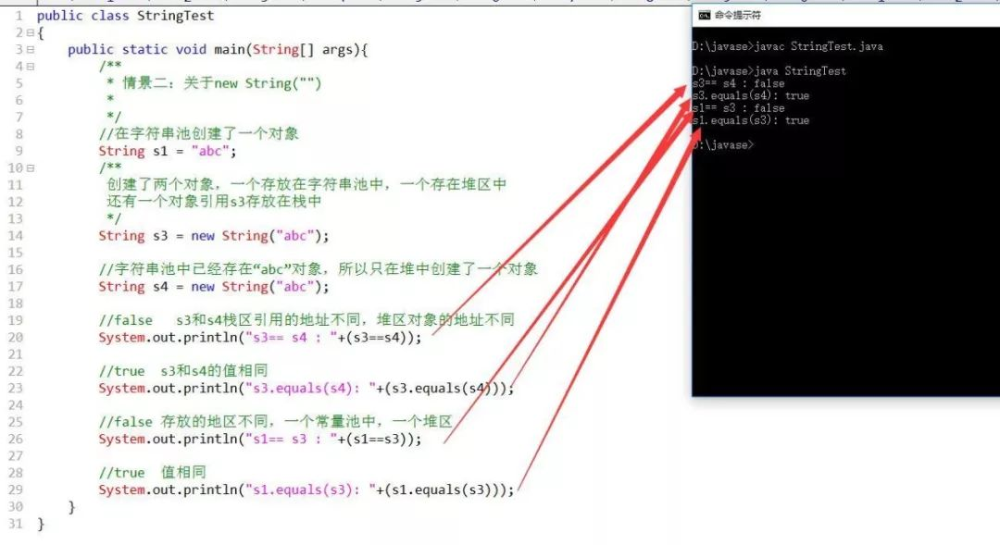 1 public class StringTest
2 {
3 public static void main(String[] args){
4 /**
5 * 情景二：关于new String("")
6 *
7 */
8 //在字符串池创建了一个对象
9 String s1 = "abc";
10 /**
11 创建了两个对象，一个存放在字符串池中，一个存在堆区中
12 还有一个对象引用s3存放在栈中
13 */
14 String s3 = new String("abc");
15
16 //字符串池中已经存在“abc”对象，所以只在堆中创建了一个对象
17 String s4 = new String("abc");
18
19 //false s3和s4栈区引用的地址不同，堆区对象的地址不同
20 System.out.println("s3== s4 : "+(s3==s4));
21
22 //true s3和s4的值相同
23 System.out.println("s3.equals(s4): "+(s3.equals(s4)));
24
25 //false 存放的地区不同，一个常量池中，一个堆区
26 System.out.println("s1== s3 : "+(s1==s3));
27
28 //true 值相同
29 System.out.println("s1.equals(s3): "+(s1.equals(s3)));
30 }
31 }
命令提示符
D:\javase>javac StringTest.java
D:\javase>java StringTest
s3== s4 : false
s3.equals(s4): true
s1== s3 : false
s1.equals(s3): true
D:\javase>